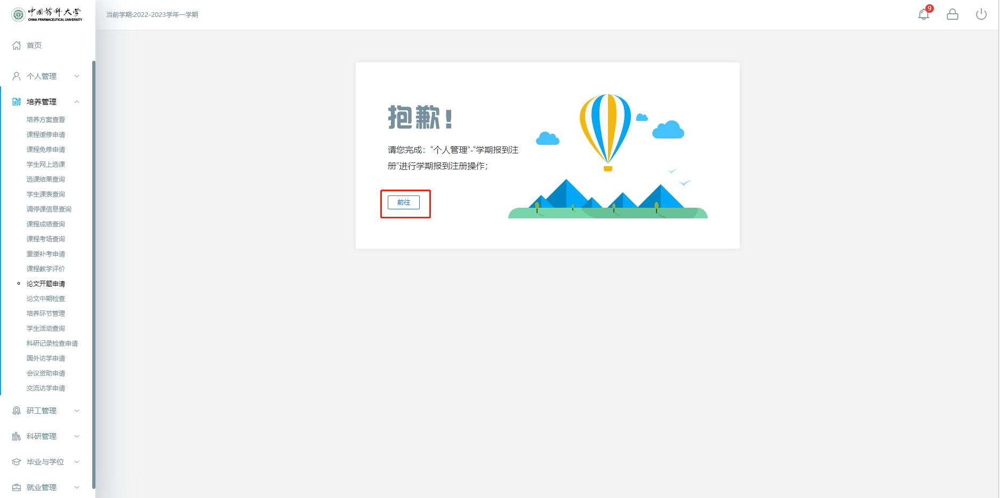 中国药科大学
CHINA PHARMACEUTICAL UNIVERSITY
当前学期:2022-2023学年一学期
9
首页
个人管理
培养管理
培养方案查看
课程缓修申请
课程免修申请
学生网上选课
选课结果查询
学生课表查询
调停课信息查询
课程成绩查询
课程考场查询
重缓补考申请
课程教学评价
论文开题申请
论文中期检查
培养环节管理
学生活动查询
科研记录检查申请
国外访学申请
会议资助申请
交流访学申请
研工管理
科研管理
毕业与学位
就业管理
抱歉！
请您完成：“个人管理”-“学期报到注
册”进行学期报到注册操作；
前往